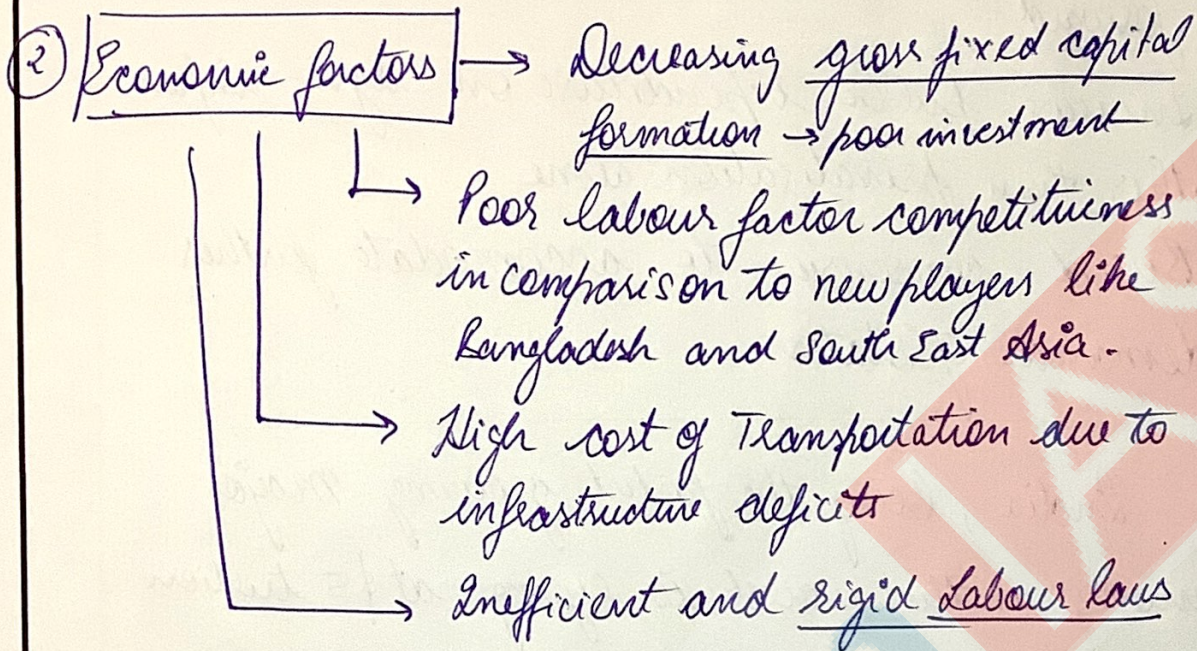 ② Economic factors → Decreasing gross fixed capital
formation → poor investment
→ Poor labour factor competitiveness
in comparison to new players like
Bangladesh and South East Asia.
→ High cost of Transportation due to
infrastructure deficits
→ Inefficient and rigid Labour laws